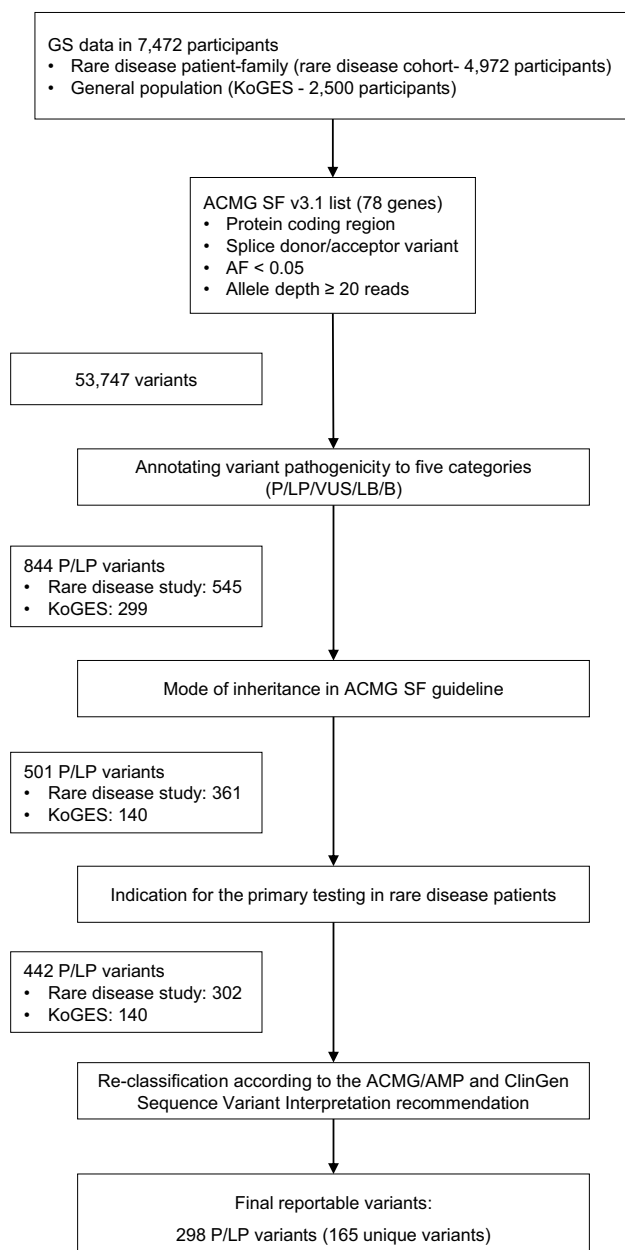 GS data in 7,472 participants
• Rare disease patient-family (rare disease cohort- 4,972 participants)
• General population (KoGES - 2,500 participants)
ACMG SF v3.1 list (78 genes)
• Protein coding region
• Splice donor/acceptor variant
• AF < 0.05
• Allele depth ≥ 20 reads
53,747 variants
Annotating variant pathogenicity to five categories
(P/LP/VUS/LB/B)
844 P/LP variants
• Rare disease study: 545
• KoGES: 299
Mode of inheritance in ACMG SF guideline
501 P/LP variants
• Rare disease study: 361
• KoGES: 140
Indication for the primary testing in rare disease patients
442 P/LP variants
• Rare disease study: 302
• KoGES: 140
Re-classification according to the ACMG/AMP and ClinGen
Sequence Variant Interpretation recommendation
Final reportable variants:
298 P/LP variants (165 unique variants)